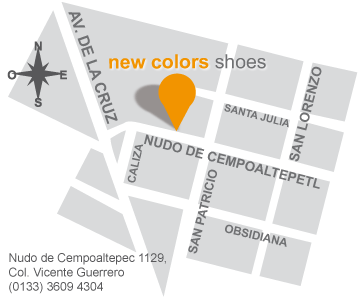 AV. DE LA CRUZ
N
O E
S
new colors shoes
SANTA JULIA
SAN LORENZO
CALIZA
NUDO DE CEMPOALTEPETL
SAN PATRICIO
OBSIDIANA
Nudo de Cempoaltepec 1129,
Col. Vicente Guerrero
(0133) 3609 4304